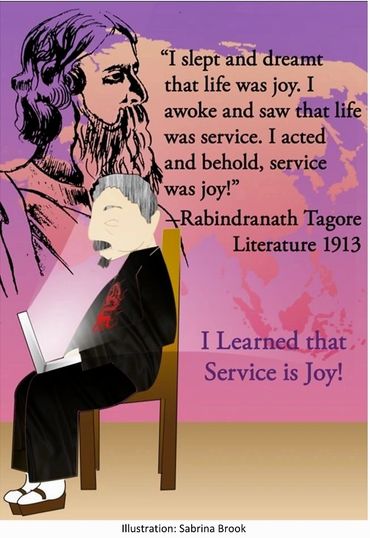 “I slept and dreamt
that life was joy. I
awoke and saw that life
was service. I acted
and behold, service
was joy!”
—Rabindranath Tagore
Literature 1913
I Learned that
Service is Joy!
Illustration: Sabrina Brook